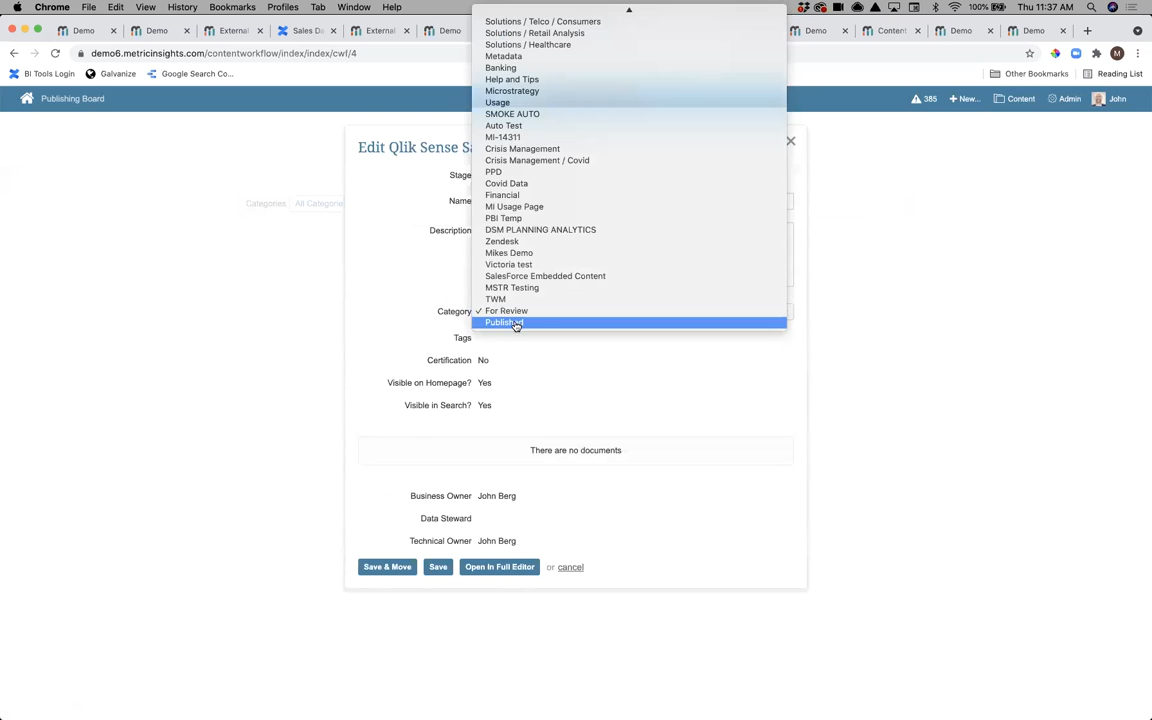 Chrome File Edit View History Bookmarks Profiles Tab Window Help 100% Thu 11:37 AM
Demo Demo External Sales Da External Demo Demo Content Demo Demo
demo6.metricinsights.com/contentworkflow/index/index/cwf/4 M
BI Tools Login Galvanize Google Search Co... Other Bookmarks Reading List
Publishing Board 385 New... Content Admin John
Solutions / Telco / Consumers
Solutions / Retail Analysis
Solutions / Healthcare
Metadata
Banking
Help and Tips
Microstrategy
Usage
SMOKE AUTO
Auto Test
MI-14311
Crisis Management
Crisis Management / Covid
PPD
Covid Data
Financial
MI Usage Page
PBI Temp
DSM PLANNING ANALYTICS
Zendesk
Mikes Demo
Victoria test
SalesForce Embedded Content
MSTR Testing
TWM
✓ For Review
Published
Categories All Categorie
Edit Qlik Sense Sa
Stage
Name
Description
Category
Tags
Certification No
Visible on Homepage? Yes
Visible in Search? Yes
There are no documents
Business Owner John Berg
Data Steward
Technical Owner John Berg
Save & Move Save Open In Full Editor or cancel